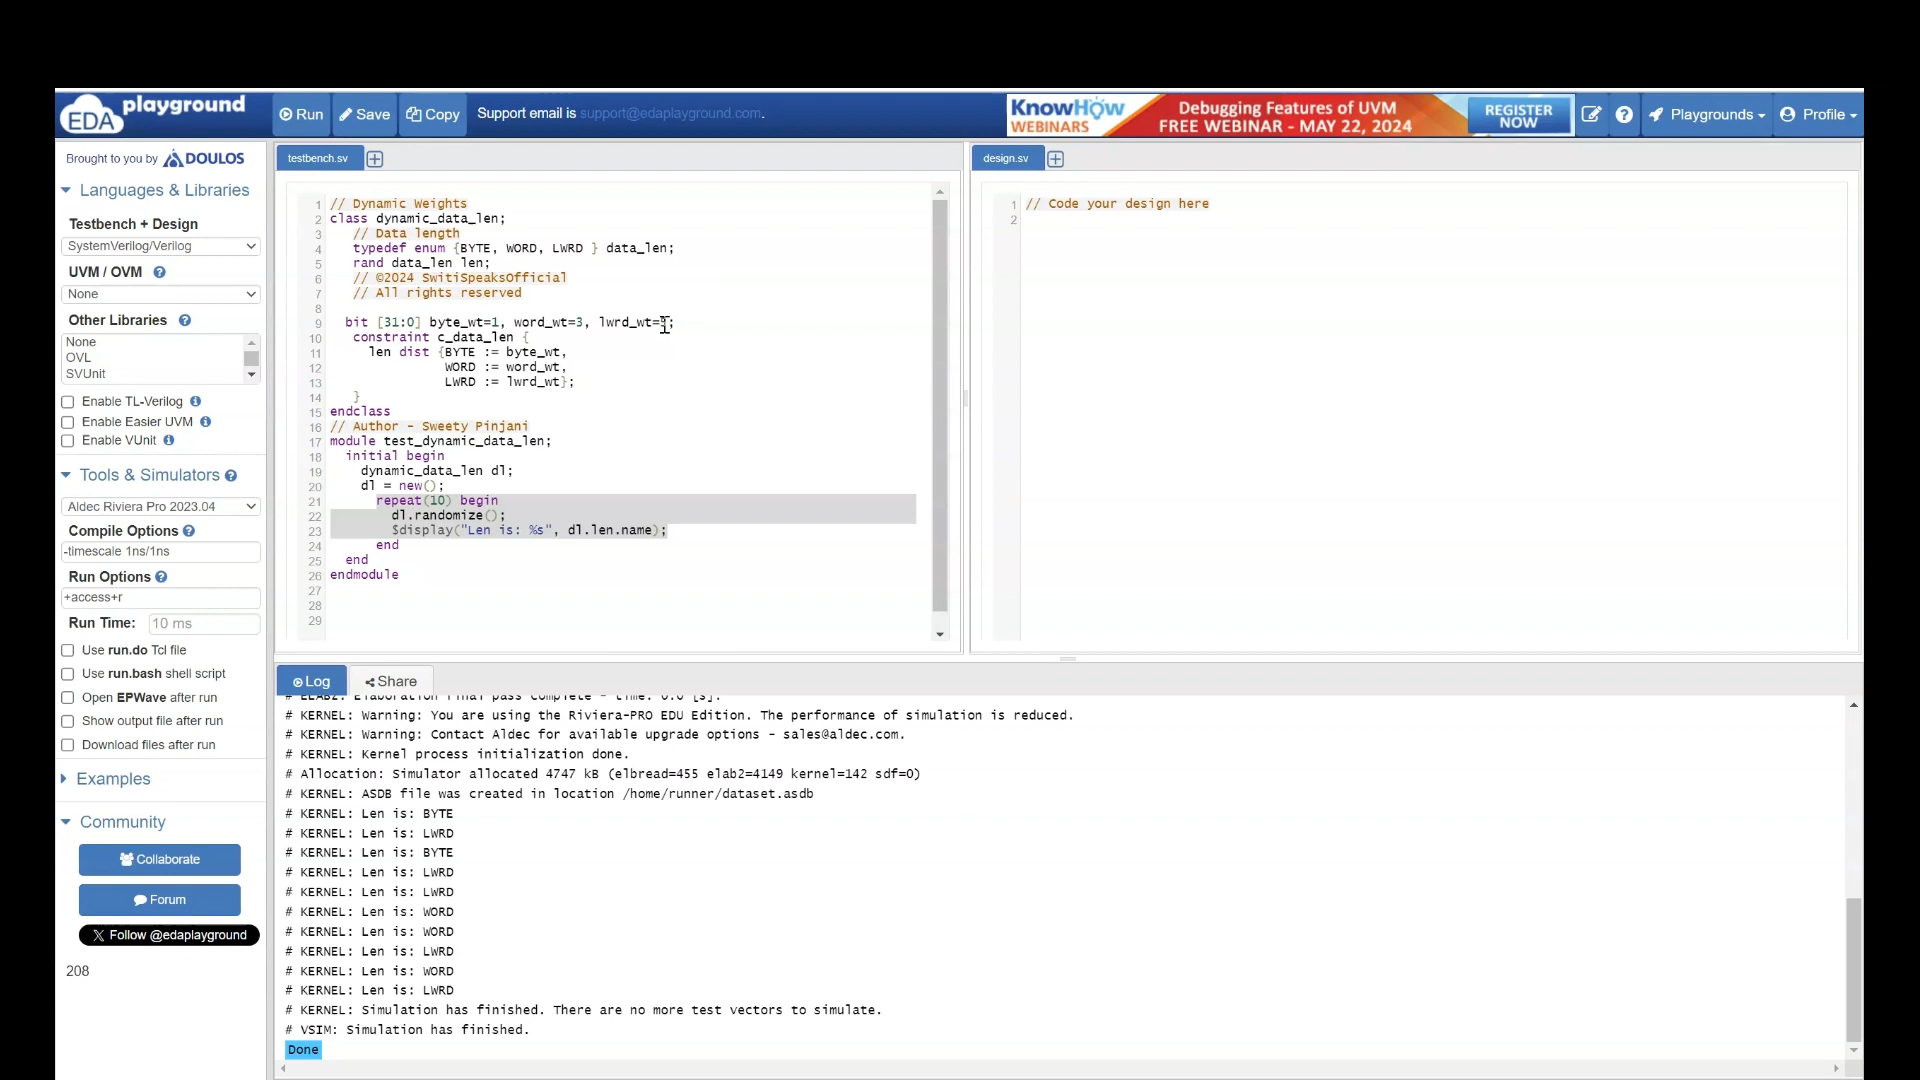 EDA playground
Run
Save
Copy
Support email is support@edaplayground.com.
KnowHow
WEBINARS
Debugging Features of UVM
FREE WEBINAR - MAY 22, 2024
REGISTER
NOW
Playgrounds
Profile
Brought to you by DOULOS
Languages & Libraries
Testbench + Design
SystemVerilog/Verilog
UVM / OVM
None
Other Libraries
None
OVL
SVUnit
Enable TL-Verilog
Enable Easier UVM
Enable VUnit
Tools & Simulators
Aldec Riviera Pro 2023.04
Compile Options
-timescale 1ns/1ns
Run Options
+access+r
Run Time: 10 ms
Use run.do Tcl file
Use run.bash shell script
Open EPWave after run
Show output file after run
Download files after run
Examples
Community
Collaborate
Forum
Follow @edaplayground
208
testbench.sv
1 // Dynamic Weights
2 class dynamic_data_len;
3 // Data length
4 typedef enum {BYTE, WORD, LWRD } data_len;
5 rand data_len len;
6 // ©2024 SwitiSpeaksOfficial
7 // All rights reserved
8
9 bit [31:0] byte_wt=1, word_wt=3, lwrd_wt=
10 constraint c_data_len {
11 len dist {BYTE := byte_wt,
12 WORD := word_wt,
13 LWRD := lwrd_wt};
14 }
15 endclass
16 // Author - Sweety Pinjani
17 module test_dynamic_data_len;
18 initial begin
19 dynamic_data_len dl;
20 dl = new();
21 repeat(10) begin
22 dl.randomize();
23 $display("Len is: %s", dl.len.name);
24 end
25 end
26 endmodule
27
28
29
design.sv
1 // Code your design here
2
Log
Share
# ELAB2: Elaboration final pass complete - time: 0.0 [s].
# KERNEL: Warning: You are using the Riviera-PRO EDU Edition. The performance of simulation is reduced.
# KERNEL: Warning: Contact Aldec for available upgrade options - sales@aldec.com.
# KERNEL: Kernel process initialization done.
# Allocation: Simulator allocated 4747 kB (elbread=455 elab2=4149 kernel=142 sdf=0)
# KERNEL: ASDB file was created in location /home/runner/dataset.asdb
# KERNEL: Len is: BYTE
# KERNEL: Len is: LWRD
# KERNEL: Len is: BYTE
# KERNEL: Len is: LWRD
# KERNEL: Len is: LWRD
# KERNEL: Len is: WORD
# KERNEL: Len is: WORD
# KERNEL: Len is: LWRD
# KERNEL: Len is: WORD
# KERNEL: Len is: LWRD
# KERNEL: Simulation has finished. There are no more test vectors to simulate.
# VSIM: Simulation has finished.
Done